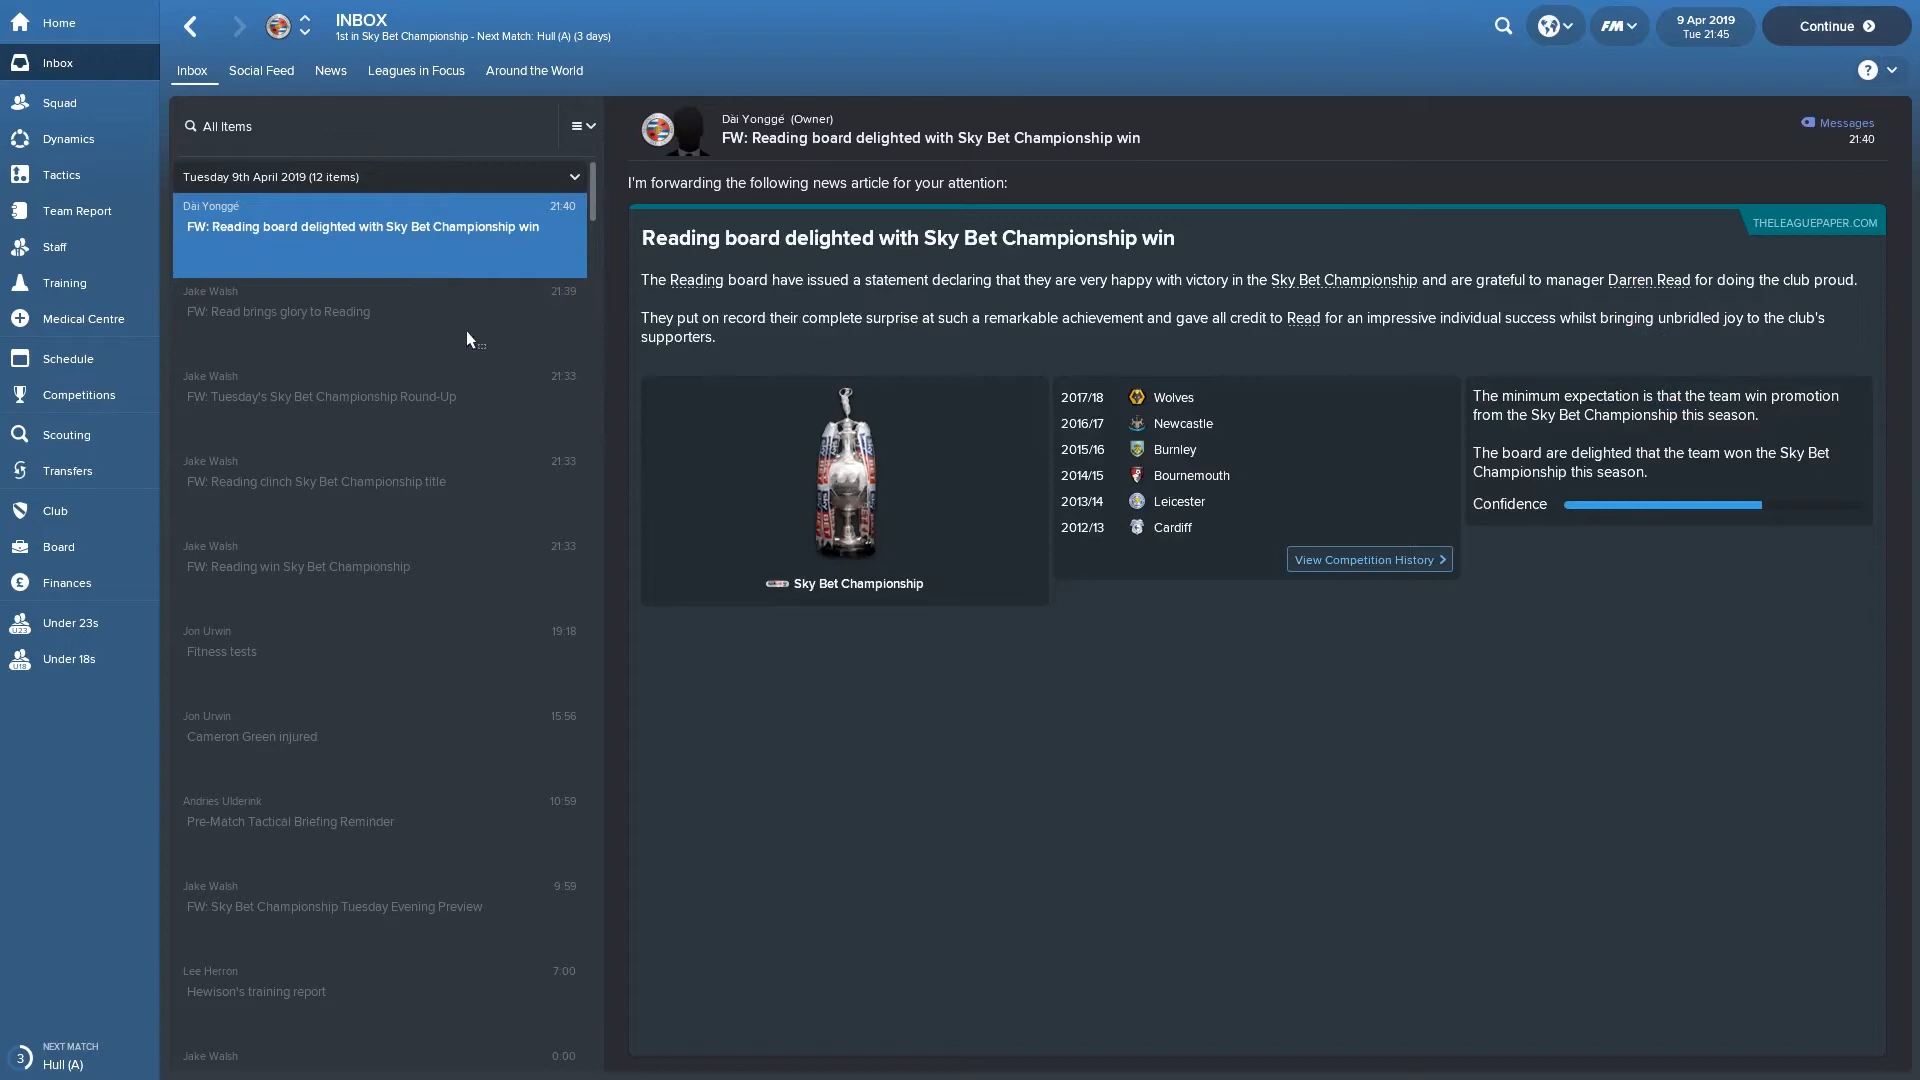 Home
Inbox
Squad
Dynamics
Tactics
Team Report
Staff
Training
Medical Centre
Schedule
Competitions
Scouting
Transfers
Club
Board
Finances
U23
Under 23s
U18
Under 18s
3
NEXT MATCH
Hull (A)
INBOX
1st in Sky Bet Championship - Next Match: Hull (A) (3 days)
FM
9 Apr 2019
Tue 21:45
Continue
Inbox
Social Feed
News
Leagues in Focus
Around the World
?
All Items
Tuesday 9th April 2019 (12 items)
Dài Yonggé 21:40
FW: Reading board delighted with Sky Bet Championship win
Jake Walsh 21:39
FW: Read brings glory to Reading
Jake Walsh 21:33
FW: Tuesday's Sky Bet Championship Round-Up
Jake Walsh 21:33
FW: Reading clinch Sky Bet Championship title
Jake Walsh 21:33
FW: Reading win Sky Bet Championship
Jon Urwin 19:18
Fitness tests
Jon Urwin 15:56
Cameron Green injured
Andries Ulderink 10:59
Pre-Match Tactical Briefing Reminder
Jake Walsh 9:59
FW: Sky Bet Championship Tuesday Evening Preview
Lee Herron 7:00
Hewison's training report
Jake Walsh 0:00
Dài Yonggé (Owner)
FW: Reading board delighted with Sky Bet Championship win
Messages
21:40
I'm forwarding the following news article for your attention:
THELEAGUEPAPER.COM
Reading board delighted with Sky Bet Championship win
The Reading board have issued a statement declaring that they are very happy with victory in the Sky Bet Championship and are grateful to manager Darren Read for doing the club proud.
They put on record their complete surprise at such a remarkable achievement and gave all credit to Read for an impressive individual success whilst bringing unbridled joy to the club's
supporters.
Sky Bet Championship
2017/18 Wolves
2016/17 Newcastle
2015/16 Burnley
2014/15 Bournemouth
2013/14 Leicester
2012/13 Cardiff
View Competition History
The minimum expectation is that the team win promotion
from the Sky Bet Championship this season.
The board are delighted that the team won the Sky Bet
Championship this season.
Confidence